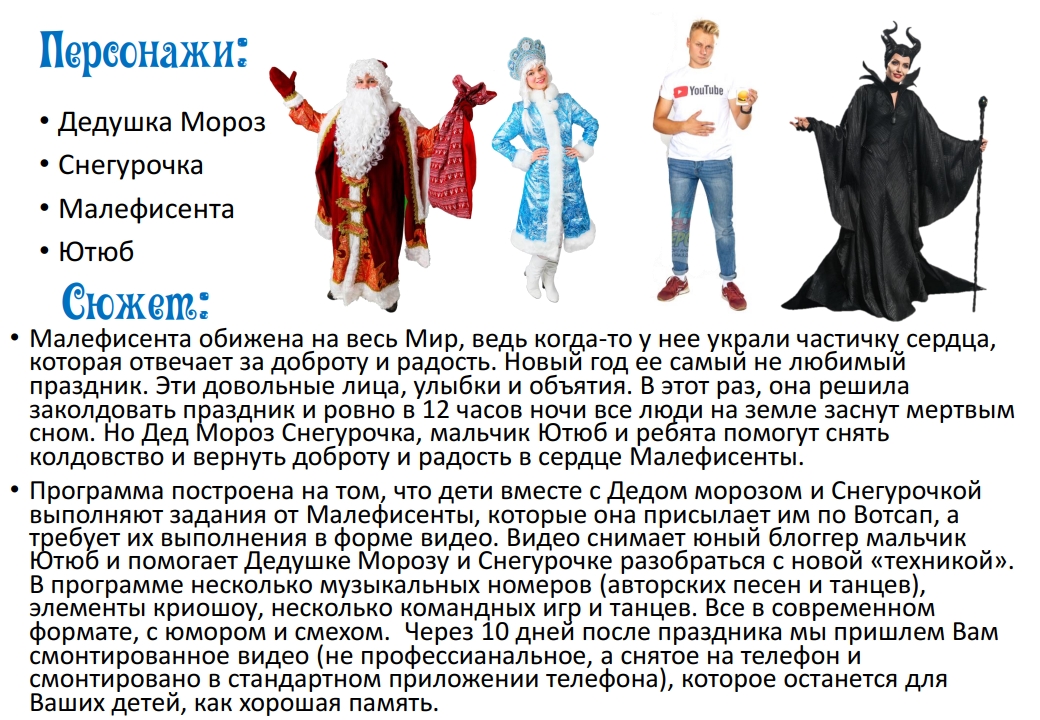 Персонажи:
• Дедушка Мороз
• Снегурочка
• Малефисента
• Ютюб
YouTube
Сюжет:
• Малефисента обижена на весь Мир, ведь когда-то у нее украли частичку сердца,
которая отвечает за доброту и радость. Новый год ее самый не любимый
праздник. Эти довольные лица, улыбки и объятия. В этот раз, она решила
заколдовать праздник и ровно в 12 часов ночи все люди на земле заснут мертвым
сном. Но Дед Мороз Снегурочка, мальчик Ютюб и ребята помогут снять
колдовство и вернуть доброту и радость в сердце Малефисенты.
• Программа построена на том, что дети вместе с Дедом морозом и Снегурочкой
выполняют задания от Малефисенты, которые она присылает им по Вотсап, а
требует их выполнения в форме видео. Видео снимает юный блоггер мальчик
Ютюб и помогает Дедушке Морозу и Снегурочке разобраться с новой «техникой».
В программе несколько музыкальных номеров (авторских песен и танцев),
элементы криошоу, несколько командных игр и танцев. Все в современном
формате, с юмором и смехом.  Через 10 дней после праздника мы пришлем Вам
смонтированное видео (не профессианальное, а снятое на телефон и
смонтировано в стандартном приложении телефона), которое останется для
Ваших детей, как хорошая память.